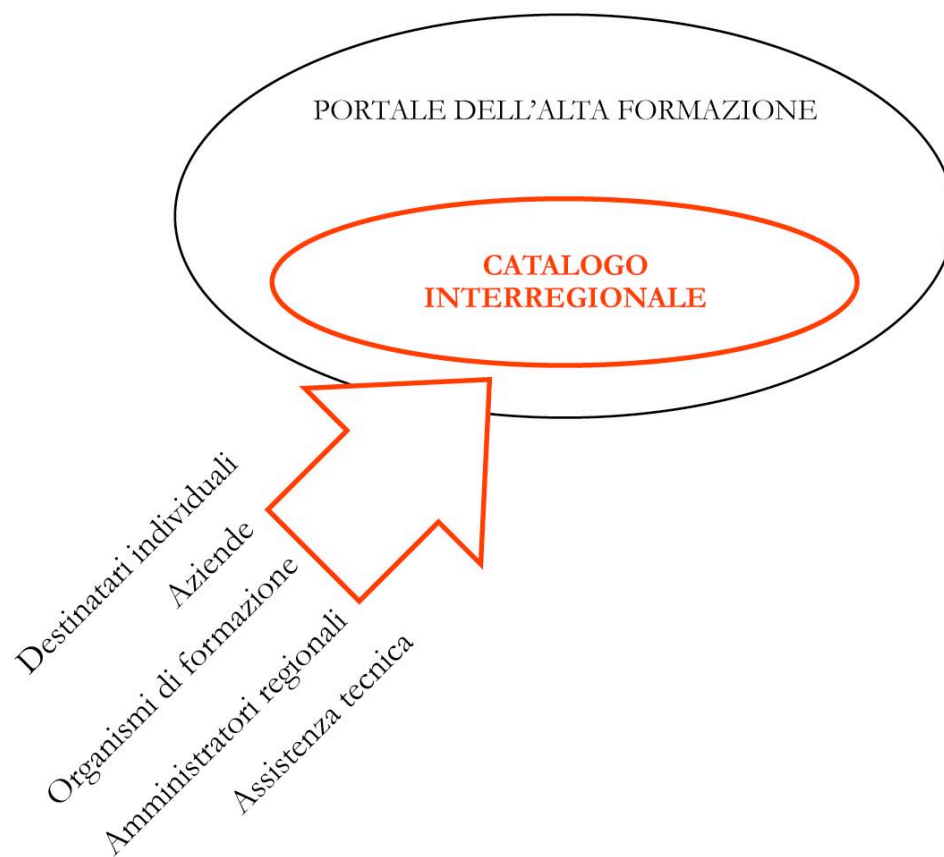 PORTALE DELL’ALTA FORMAZIONE
CATALOGO
INTERREGIONALE
Destinatari individuali
Aziende
Organismi di formazione
Amministratori regionali
Assistenza tecnica